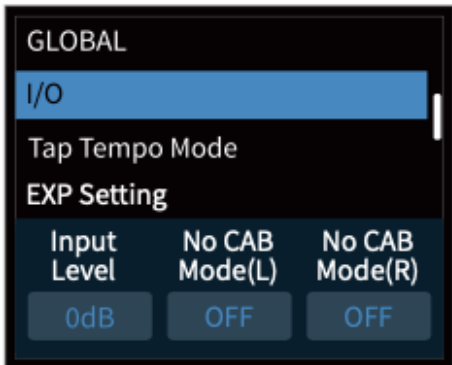 GLOBAL
I/O
Tap Tempo Mode
EXP Setting
Input Level
No CAB Mode(L)
No CAB Mode(R)
0dB
OFF
OFF